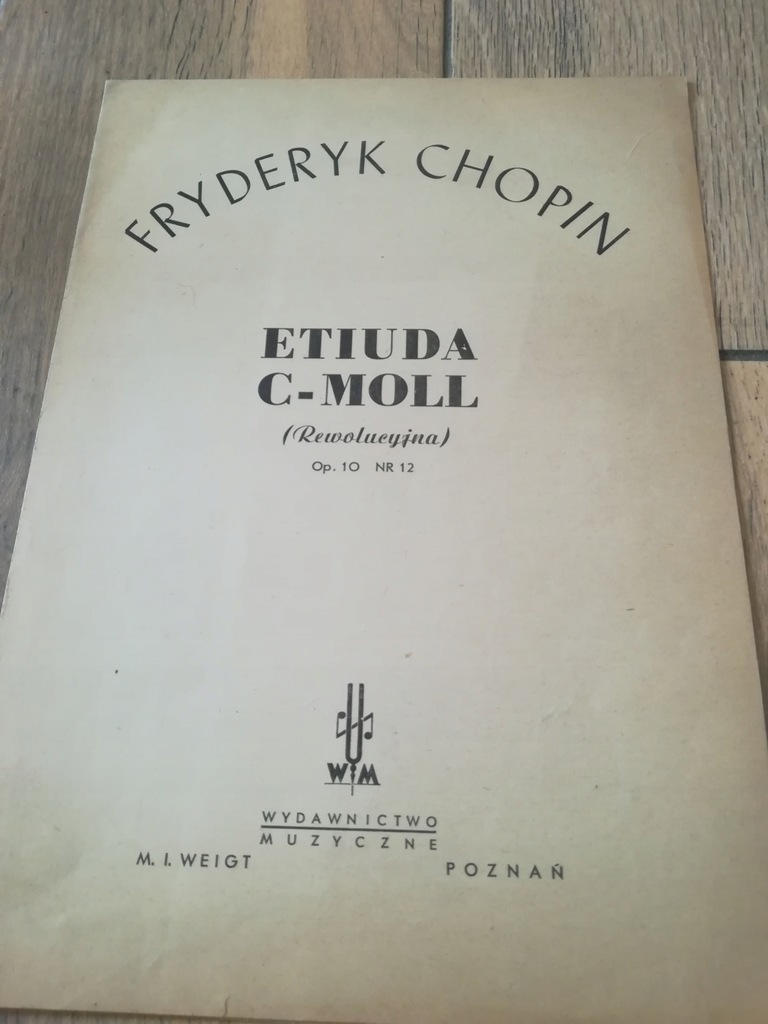 FRYDERYK CHOPIN
ETIUDA
C-MOLL
(Rewolucyjna)
Op. 10 NR 12
WM
WYDAWNICTWO
MUZYCZNE
M. I. WEIGT POZNAŃ